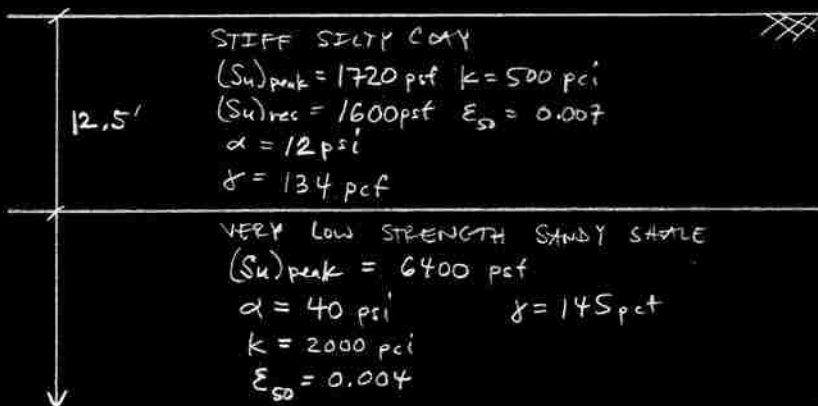 STIFF SILTY CLAY
(Su)peak = 1720 psf k = 500 pci
(Su)rec = 1600 psf ε50 = 0.007
12.5'
α = 12 psi
γ = 134 pcf
VERY LOW STRENGTH SANDY SHALE
(Su)peak = 6400 psf
α = 40 psi γ = 145 pcf
k = 2000 pci
ε50 = 0.004